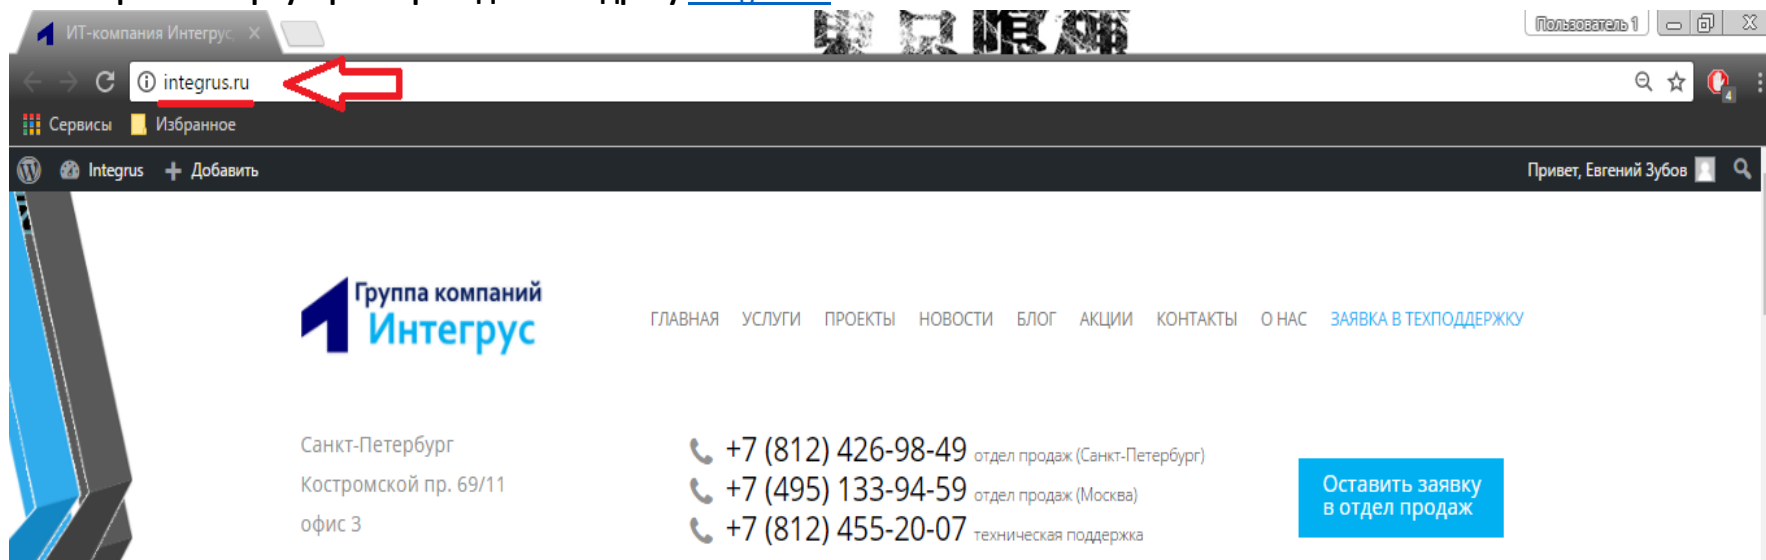 ИТ-компания Интегрус,
Пользователь 1
integrus.ru
4
Сервисы Избранное
Integrus + Добавить
Привет, Евгений Зубов
Группа компаний
Интегрус
ГЛАВНАЯ УСЛУГИ ПРОЕКТЫ НОВОСТИ БЛОГ АКЦИИ КОНТАКТЫ О НАС ЗАЯВКА В ТЕХПОДДЕРЖКУ
Санкт-Петербург
Костромской пр. 69/11
офис 3
+7 (812) 426-98-49 отдел продаж (Санкт-Петербург)
+7 (495) 133-94-59 отдел продаж (Москва)
+7 (812) 455-20-07 техническая поддержка
Оставить заявку
в отдел продаж